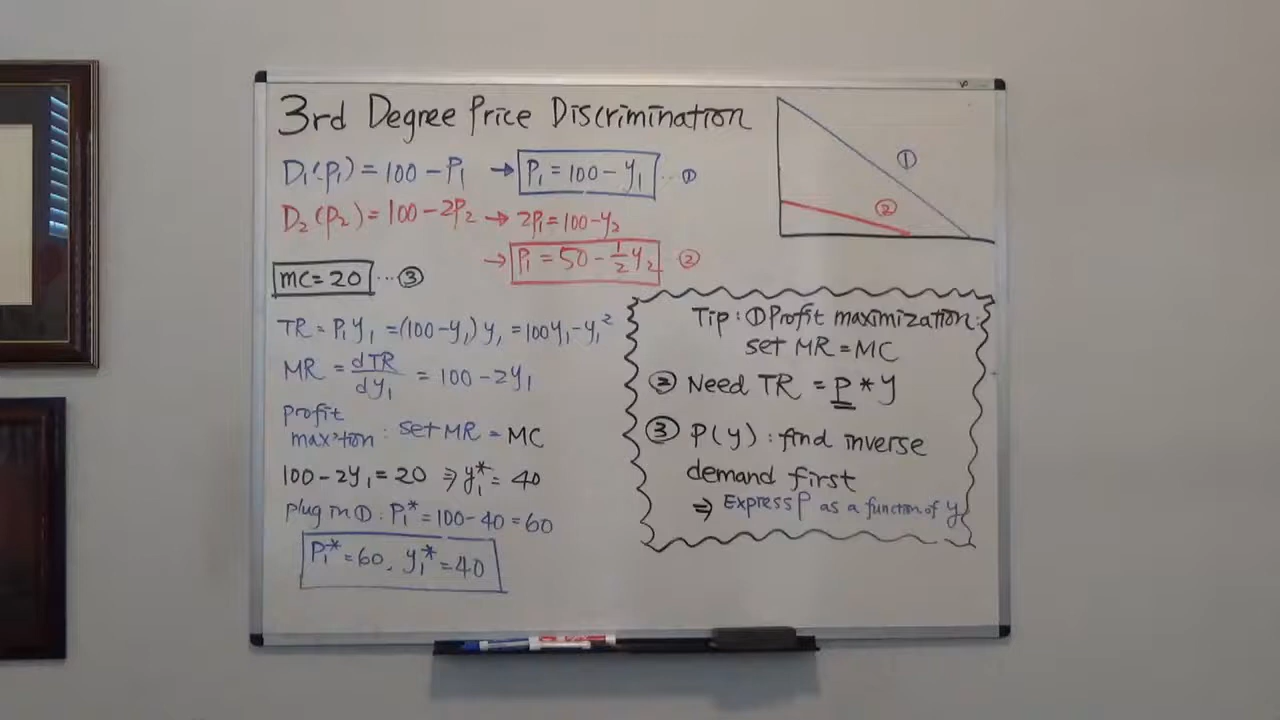 3rd Degree Price Discrimination
D₁(p₁) = 100 - P₁ → P₁ = 100 - y₁ ... ①
D₂(p₂) = 100 - 2P₂ → 2P₁ = 100 - y₂
→ P₁ = 50 - ½y₂ ②
MC = 20 ... ③
TR = P₁y₁ = (100 - y₁) y₁ = 100y₁ - y₁²
MR = dTR/dy₁ = 100 - 2y₁
profit
max'ton : set MR = MC
100 - 2y₁ = 20 ⇒ y₁* = 40
plug in ① : P₁* = 100 - 40 = 60
P₁* = 60, y₁* = 40
①
②
Tip : ① Profit maximization :
set MR = MC
② Need TR = P * y
③ P(y) : find inverse
demand first
⇒ Express P as a function of y